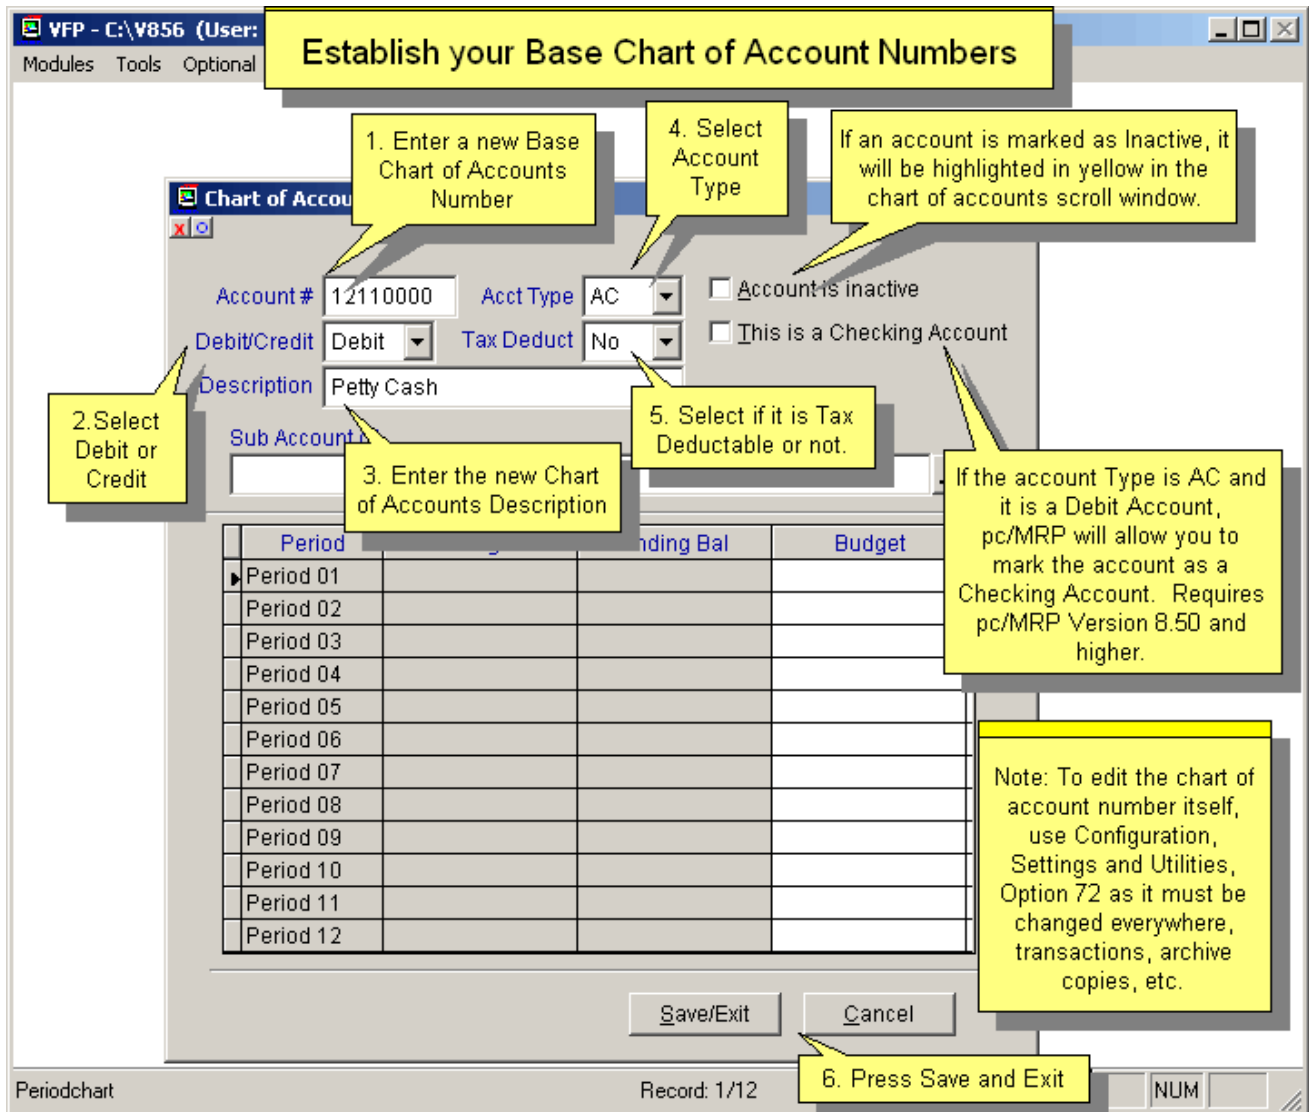 VFP - C:\V856 (User:
Establish your Base Chart of Account Numbers
Modules Tools Optional
1. Enter a new Base
Chart of Accounts
Number
4. Select
Account
Type
If an account is marked as Inactive, it
will be highlighted in yellow in the
chart of accounts scroll window.
Chart of Accou
x
Account # 12110000 Acct Type AC Account is inactive
Debit/Credit Debit Tax Deduct No This is a Checking Account
Description Petty Cash
2.Select
Debit or
Credit
5. Select if it is Tax
Deductable or not.
Sub Account
3. Enter the new Chart
of Accounts Description
If the account Type is AC and
it is a Debit Account,
pc/MRP will allow you to
mark the account as a
Checking Account. Requires
pc/MRP Version 8.50 and
higher.
Period nding Bal Budget
Period 01
Period 02
Period 03
Period 04
Period 05
Period 06
Period 07
Period 08
Period 09
Period 10
Period 11
Period 12
Note: To edit the chart of
account number itself,
use Configuration,
Settings and Utilities,
Option 72 as it must be
changed everywhere,
transactions, archive
copies, etc.
Save/Exit Cancel
6. Press Save and Exit
Periodchart Record: 1/12 NUM